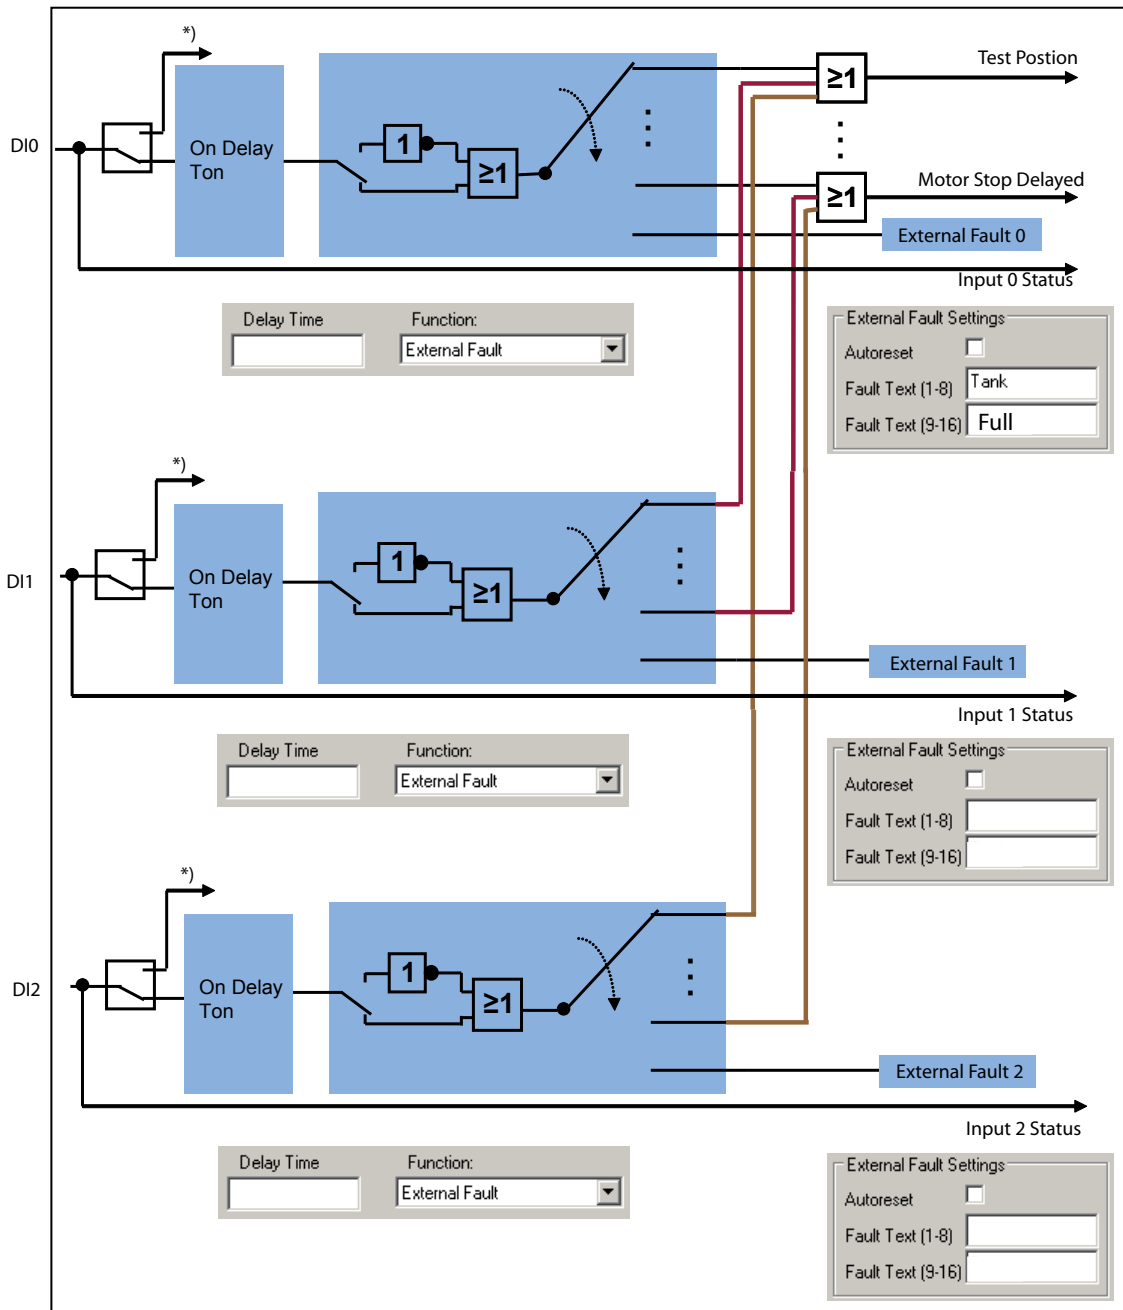 *)
Test Postion
≥1
DI0
On Delay
Ton
1
≥1
≥1
Motor Stop Delayed
External Fault 0
Input 0 Status
Delay Time
Function:
External Fault
External Fault Settings
Autoreset
Fault Text (1-8) Tank
Fault Text (9-16) Full
*)
DI1
On Delay
Ton
1
≥1
External Fault 1
Input 1 Status
Delay Time
Function:
External Fault
External Fault Settings
Autoreset
Fault Text (1-8)
Fault Text (9-16)
*)
DI2
On Delay
Ton
1
≥1
External Fault 2
Input 2 Status
Delay Time
Function:
External Fault
External Fault Settings
Autoreset
Fault Text (1-8)
Fault Text (9-16)